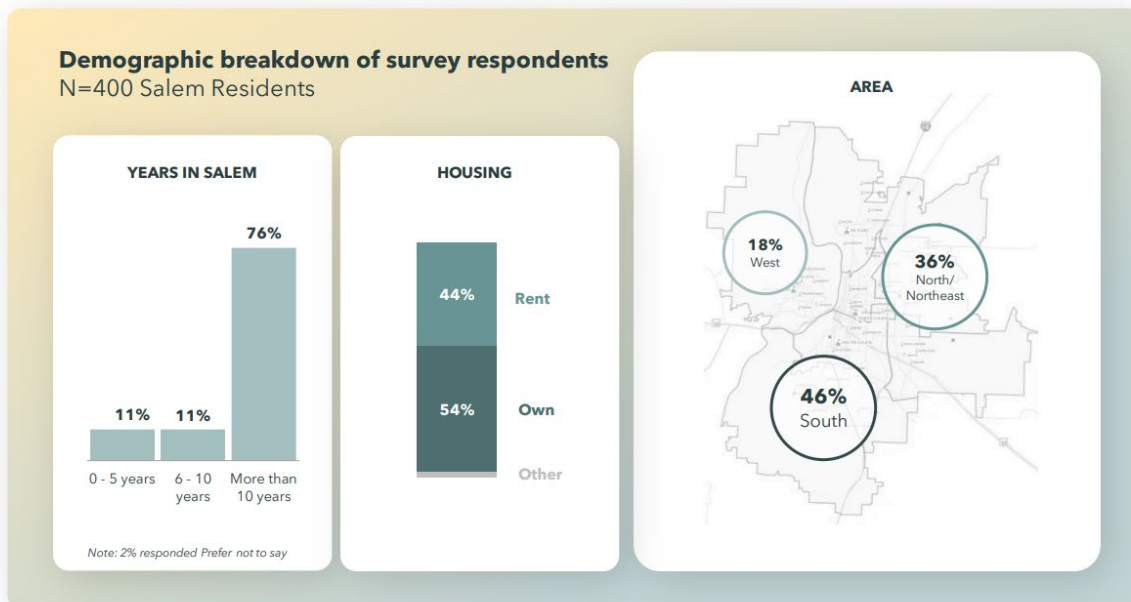 Demographic breakdown of survey respondents
N=400 Salem Residents
YEARS IN SALEM
76%
11%
11%
0 - 5 years
6 - 10
years
More than
10 years
Note: 2% responded Prefer not to say
HOUSING
44%
Rent
54%
Own
Other
AREA
18%
West
36%
North/
Northeast
46%
South